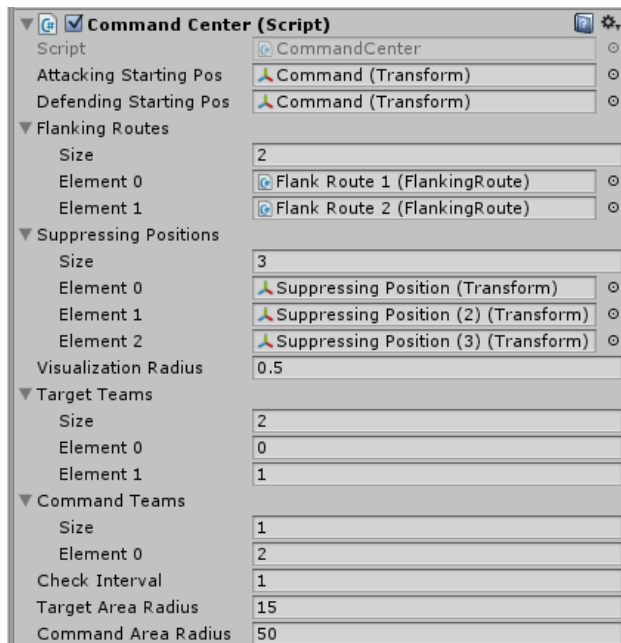 Command Center (Script)
Script CommandCenter
Attacking Starting Pos Command (Transform)
Defending Starting Pos Command (Transform)
Flanking Routes
Size 2
Element 0 Flank Route 1 (FlankingRoute)
Element 1 Flank Route 2 (FlankingRoute)
Suppressing Positions
Size 3
Element 0 Suppressing Position (Transform)
Element 1 Suppressing Position (2) (Transform)
Element 2 Suppressing Position (3) (Transform)
Visualization Radius 0.5
Target Teams
Size 2
Element 0 0
Element 1 1
Command Teams
Size 1
Element 0 2
Check Interval 1
Target Area Radius 15
Command Area Radius 50